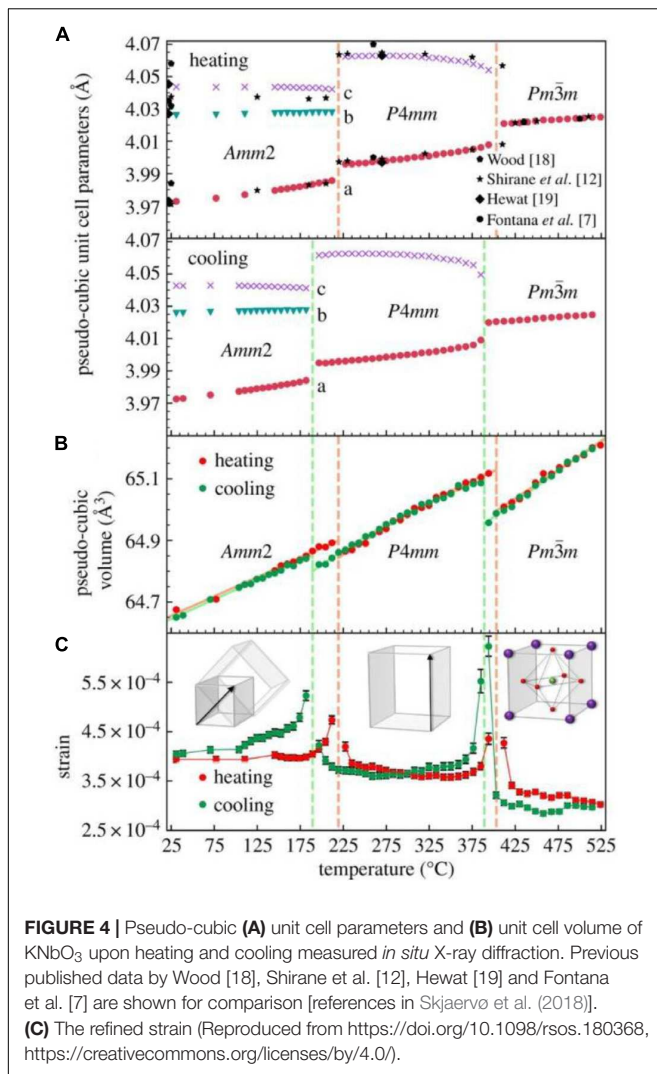 A
4.07
4.05
4.03
4.01
3.99
3.97
heating
c
b
a
Amm2
P4mm
Pm3̄m
Wood [18]
Shirane et al. [12]
Hewat [19]
Fontana
et al. [7]
pseudo-cubic unit cell parameters (Å)
4.07
4.05
4.03
4.01
3.99
3.97
cooling
c
b
a
Amm2
P4mm
Pm3̄m
B
pseudo-cubic
volume (Å³)
65.1
64.9
64.7
heating
cooling
Amm2
P4mm
Pm3̄m
C
strain
5.5 × 10⁻⁴
4.5 × 10⁻⁴
3.5 × 10⁻⁴
2.5 × 10⁻⁴
heating
cooling
25 75 125 175 225 275 325 375 425 475 525
temperature (°C)
FIGURE 4 | Pseudo-cubic (A) unit cell parameters and (B) unit cell volume of
KNbO₃ upon heating and cooling measured in situ X-ray diffraction. Previous
published data by Wood [18], Shirane et al. [12], Hewat [19] and Fontana
et al. [7] are shown for comparison [references in Skjaervø et al. (2018)].
(C) The refined strain (Reproduced from https://doi.org/10.1098/rsos.180368,
https://creativecommons.org/licenses/by/4.0/).